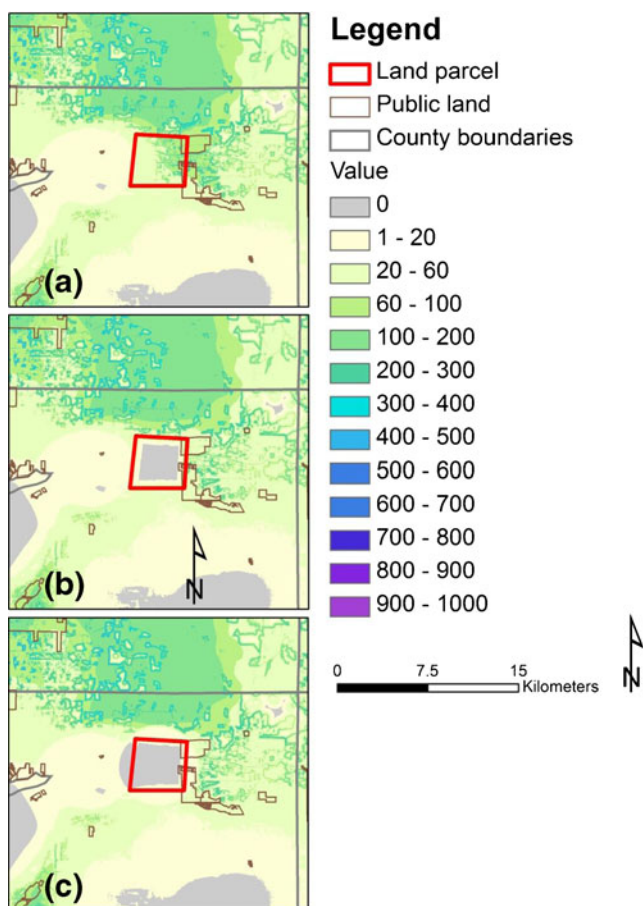 (a)
(b)
N
(c)
Legend
Land parcel
Public land
County boundaries
Value
0
1 - 20
20 - 60
60 - 100
100 - 200
200 - 300
300 - 400
400 - 500
500 - 600
600 - 700
700 - 800
800 - 900
900 - 1000
0 7.5 15
Kilometers
N